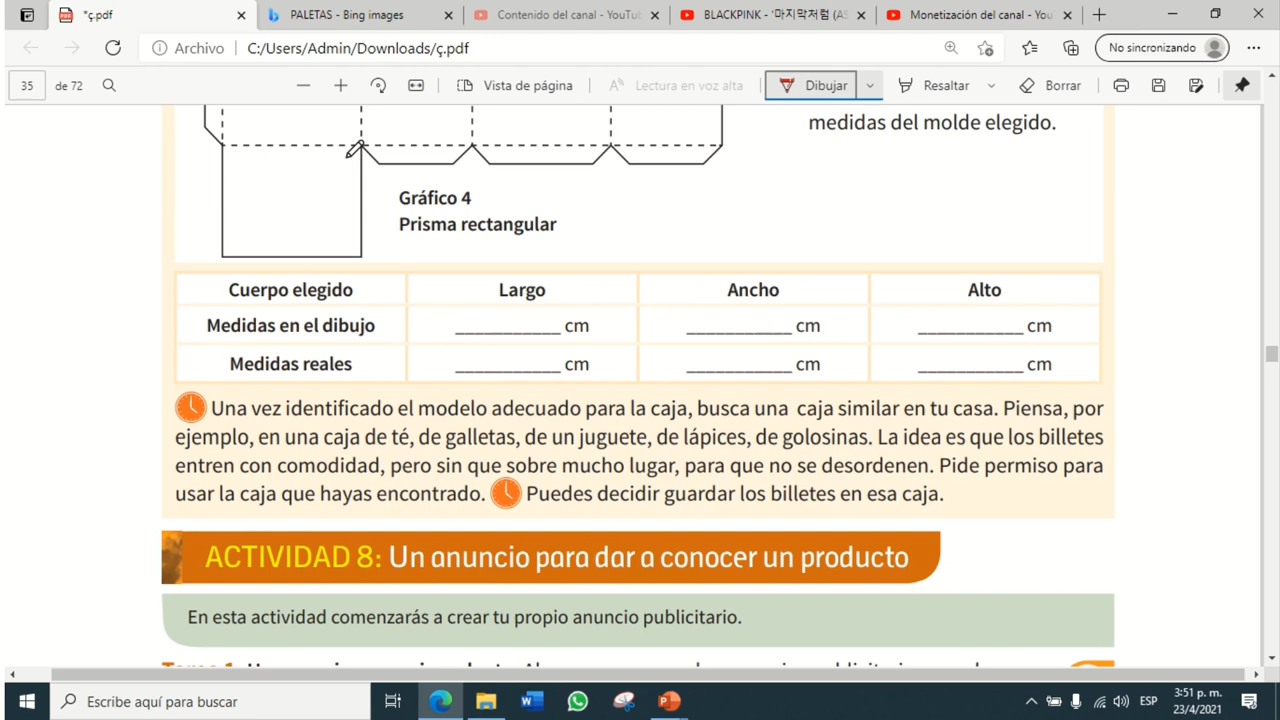 *ç.pdf
PALETAS - Bing images
Contenido del canal - YouTu
BLACKPINK - '마지막처럼 (AS
Monetización del canal - You
Archivo
C:/Users/Admin/Downloads/ç.pdf
No sincronizando
35 de 72
Vista de página
Lectura en voz alta
Dibujar
Resaltar
Borrar
medidas del molde elegido.
Gráfico 4
Prisma rectangular
Cuerpo elegido Largo Ancho Alto
Medidas en el dibujo ___________ cm ___________ cm ___________ cm
Medidas reales ___________ cm ___________ cm ___________ cm
Una vez identificado el modelo adecuado para la caja, busca una caja similar en tu casa. Piensa, por
ejemplo, en una caja de té, de galletas, de un juguete, de lápices, de golosinas. La idea es que los billetes
entren con comodidad, pero sin que sobre mucho lugar, para que no se desordenen. Pide permiso para
usar la caja que hayas encontrado. Puedes decidir guardar los billetes en esa caja.
ACTIVIDAD 8: Un anuncio para dar a conocer un producto
En esta actividad comenzarás a crear tu propio anuncio publicitario.
Escribe aquí para buscar
ESP
3:51 p. m.
23/4/2021